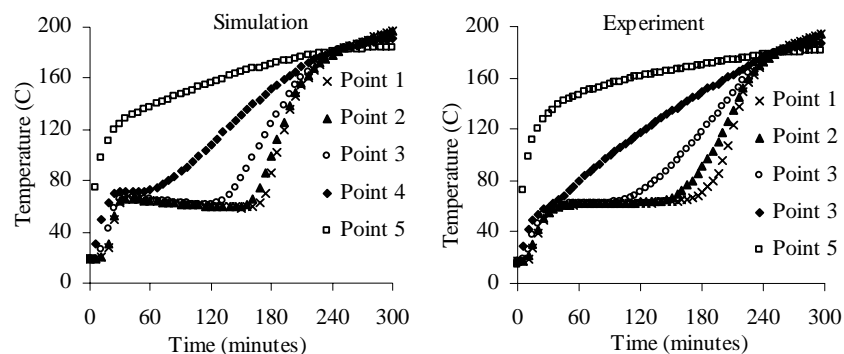 Simulation
Temperature (C)
200
160
120
80
40
0
Point 1
Point 2
Point 3
Point 4
Point 5
0 60 120 180 240 300
Time (minutes)
Experiment
Temperature (C)
200
160
120
80
40
0
Point 1
Point 2
Point 3
Point 3
Point 5
0 60 120 180 240 300
Time (minutes)